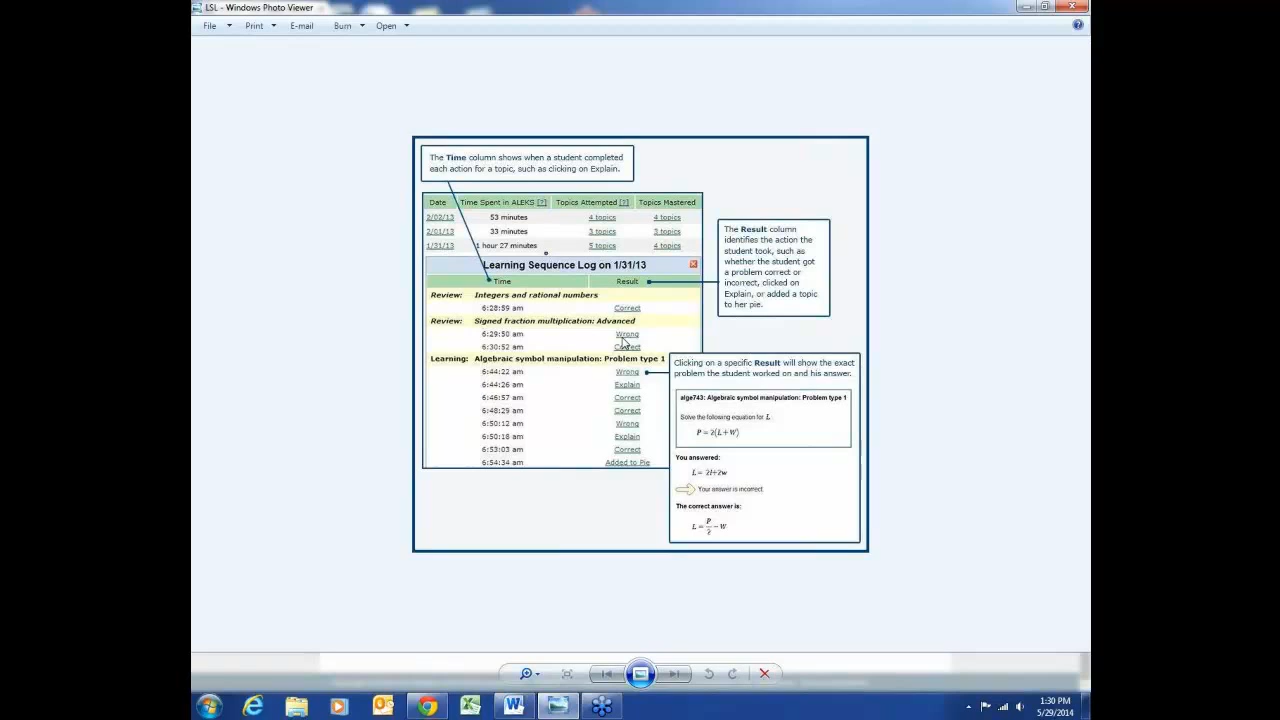 LSL - Windows Photo Viewer
File Print E-mail Burn Open
The Time column shows when a student completed
each action for a topic, such as clicking on Explain.
Date Time Spent in ALEKS [?] Topics Attempted [?] Topics Mastered
2/02/13 53 minutes 4 topics 4 topics
2/01/13 33 minutes 3 topics 3 topics
1/31/13 1 hour 27 minutes 5 topics 4 topics
Learning Sequence Log on 1/31/13
Time Result
Review: Integers and rational numbers
6:28:59 am Correct
Review: Signed fraction multiplication: Advanced
6:29:50 am Wrong
6:30:52 am Correct
Learning: Algebraic symbol manipulation: Problem type 1
6:44:22 am Wrong
6:44:26 am Explain
6:46:57 am Correct
6:48:29 am Correct
6:50:12 am Wrong
6:50:18 am Explain
6:53:03 am Correct
6:54:34 am Added to Pie
The Result column
identifies the action the
student took, such as
whether the student got
a problem correct or
incorrect, clicked on
Explain, or added a topic
to her pie.
Clicking on a specific Result will show the exact
problem the student worked on and his answer.
alge743: Algebraic symbol manipulation: Problem type 1
Solve the following equation for L
P = 2(L+W)
You answered:
L = 2l+2w
Your answer is incorrect.
The correct answer is:
L = P/2 − W
1:30 PM
5/29/2014